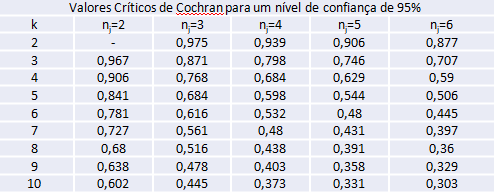 Valores Críticos de Cochran para um nível de confiança de 95%
k nj=2 nj=3 nj=4 nj=5 nj=6
2 - 0,975 0,939 0,906 0,877
3 0,967 0,871 0,798 0,746 0,707
4 0,906 0,768 0,684 0,629 0,59
5 0,841 0,684 0,598 0,544 0,506
6 0,781 0,616 0,532 0,48 0,445
7 0,727 0,561 0,48 0,431 0,397
8 0,68 0,516 0,438 0,391 0,36
9 0,638 0,478 0,403 0,358 0,329
10 0,602 0,445 0,373 0,331 0,303